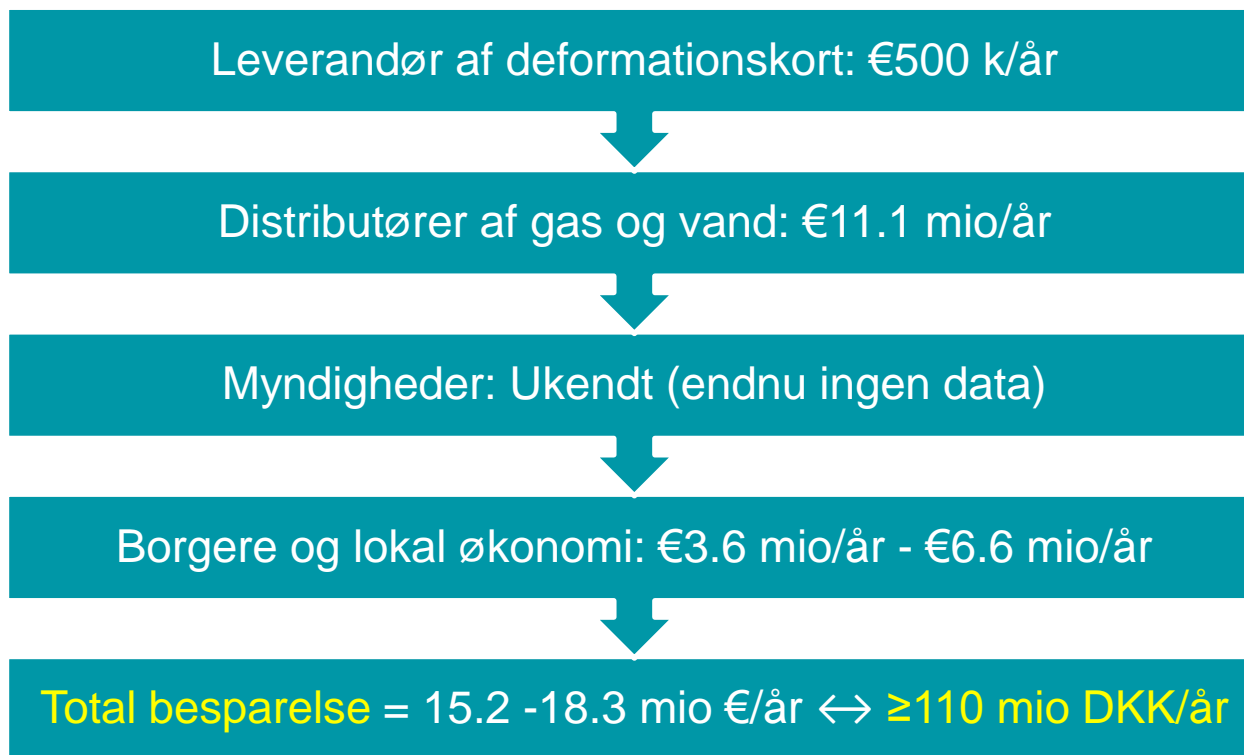 Leverandør af deformationskort: €500 k/år
Distributører af gas og vand: €11.1 mio/år
Myndigheder: Ukendt (endnu ingen data)
Borgere og lokal økonomi: €3.6 mio/år - €6.6 mio/år
Total besparelse = 15.2 -18.3 mio €/år ↔ ≥110 mio DKK/år